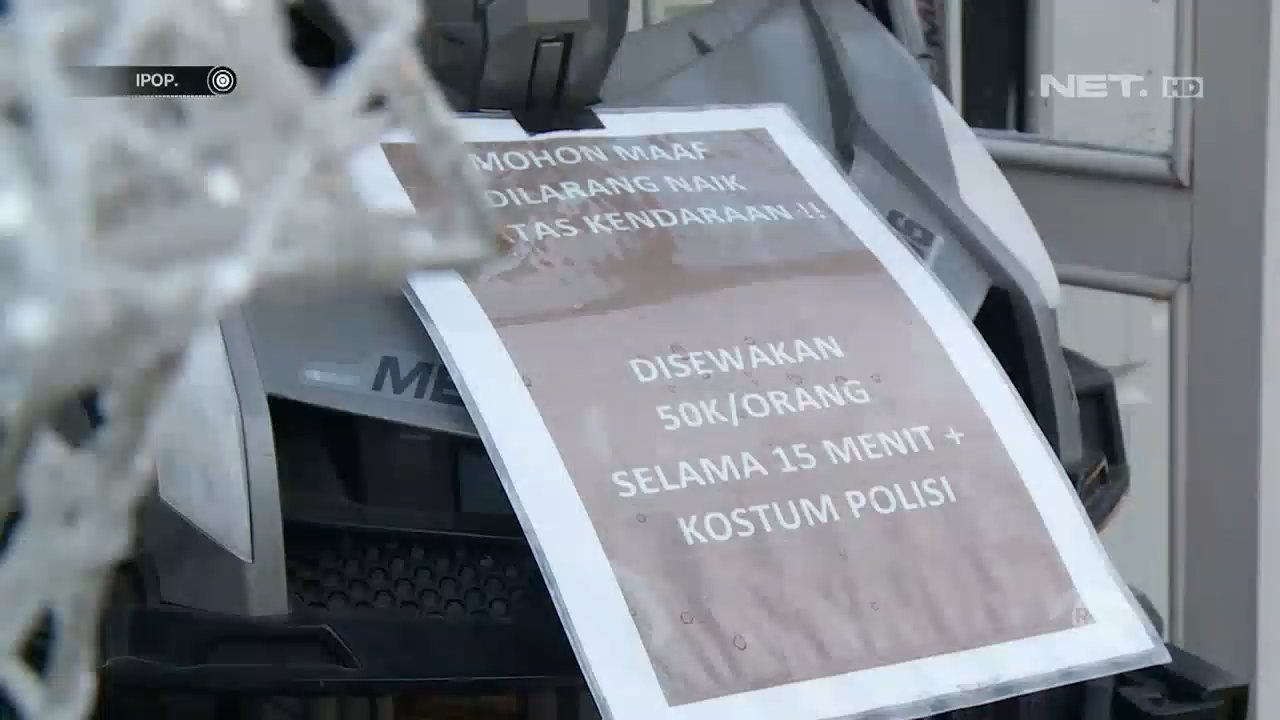 IPOP.
NET. HD
MOHON MAAF
DILARANG NAIK
TAS KENDARAAN !!
DISEWAKAN
50K/ORANG
SELAMA 15 MENIT +
KOSTUM POLISI